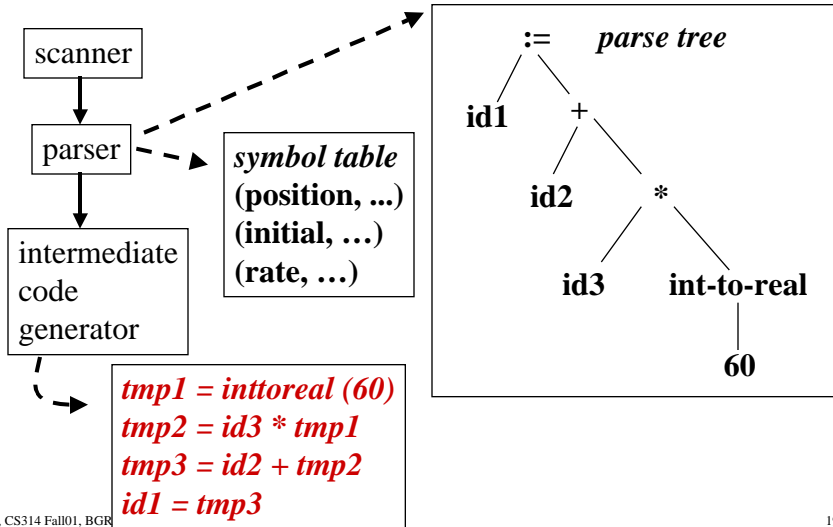 scanner
parser
intermediate
code
generator
symbol table
(position, ...)
(initial, …)
(rate, …)
:= parse tree
id1 +
id2 *
id3 int-to-real
60
tmp1 = inttoreal (60)
tmp2 = id3 * tmp1
tmp3 = id2 + tmp2
id1 = tmp3
, CS314 Fall01, BGR